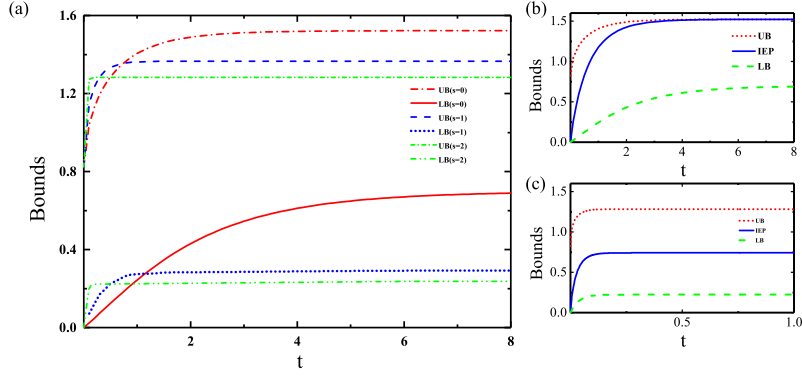 (a)
1.6
1.2
0.8
0.4
0.0
Bounds
2
4
6
8
t
UB(s=0)
LB(s=0)
UB(s=1)
LB(s=1)
UB(s=2)
LB(s=2)
(b)
1.5
1.0
0.5
0.0
Bounds
2
4
6
8
t
UB
IEP
LB
(c)
1.5
1.0
0.5
0.0
Bounds
0.5
1.0
t
UB
IEP
LB